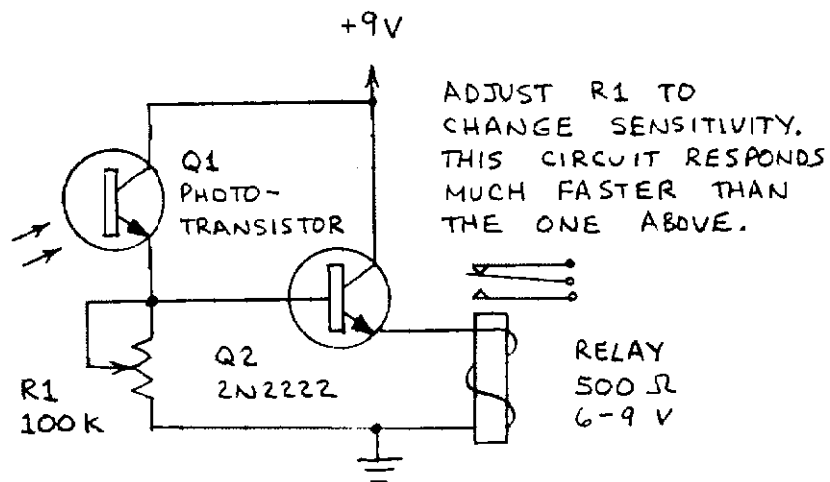 +9V
ADJUST R1 TO
CHANGE SENSITIVITY.
THIS CIRCUIT RESPONDS
MUCH FASTER THAN
THE ONE ABOVE.
Q1
PHOTO-
TRANSISTOR
Q2
2N2222
R1
100K
RELAY
500 Ω
6-9 V